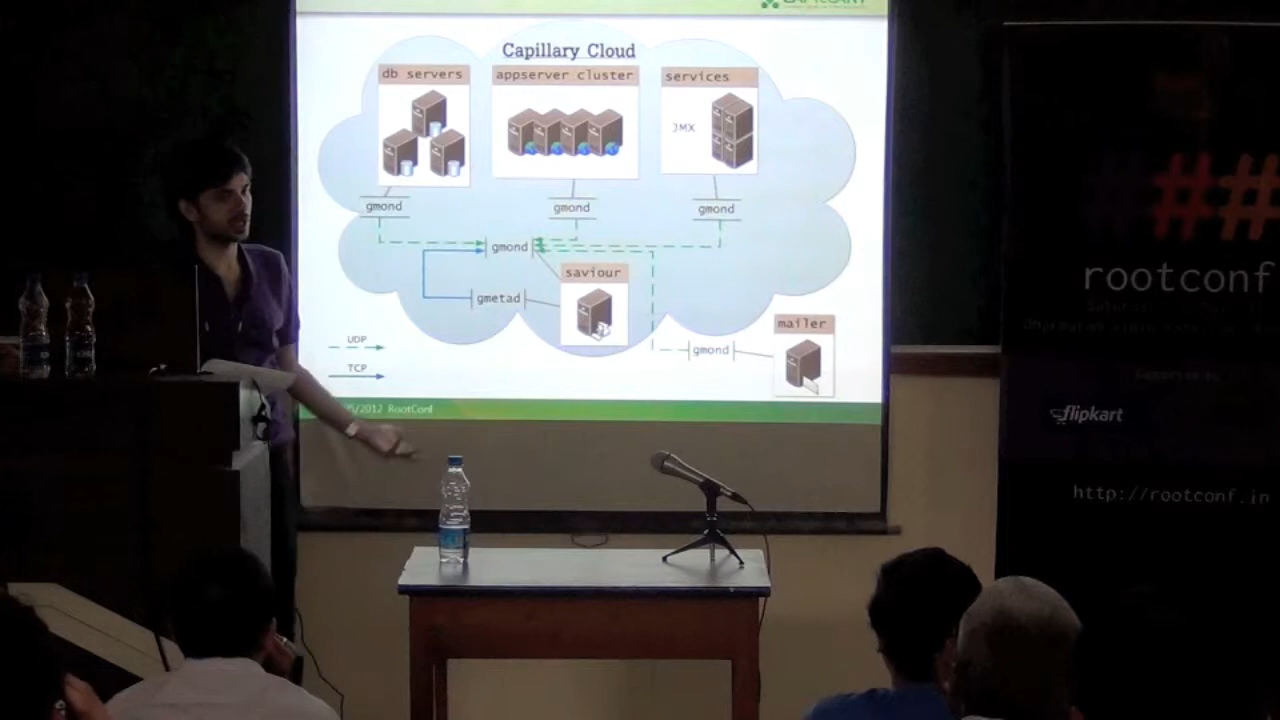 Capillary Cloud
db servers
appserver cluster
services
JMX
gmond
gmond
gmond
gmond
saviour
gmetad
mailer
gmond
UDP
TCP
/2012 RootConf
###
rootconf
flipkart
http://rootconf.in